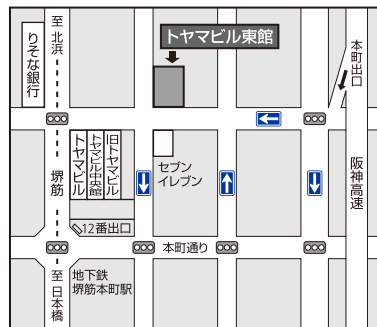 至 北浜
りそな銀行
トヤマビル東館
本町出口
堺筋
トヤマビル
トヤマビル中央館
旧トヤマビル
セブン
イレブン
阪神高速
12番出口
本町通り
至 日本橋
地下鉄
堺筋本町駅